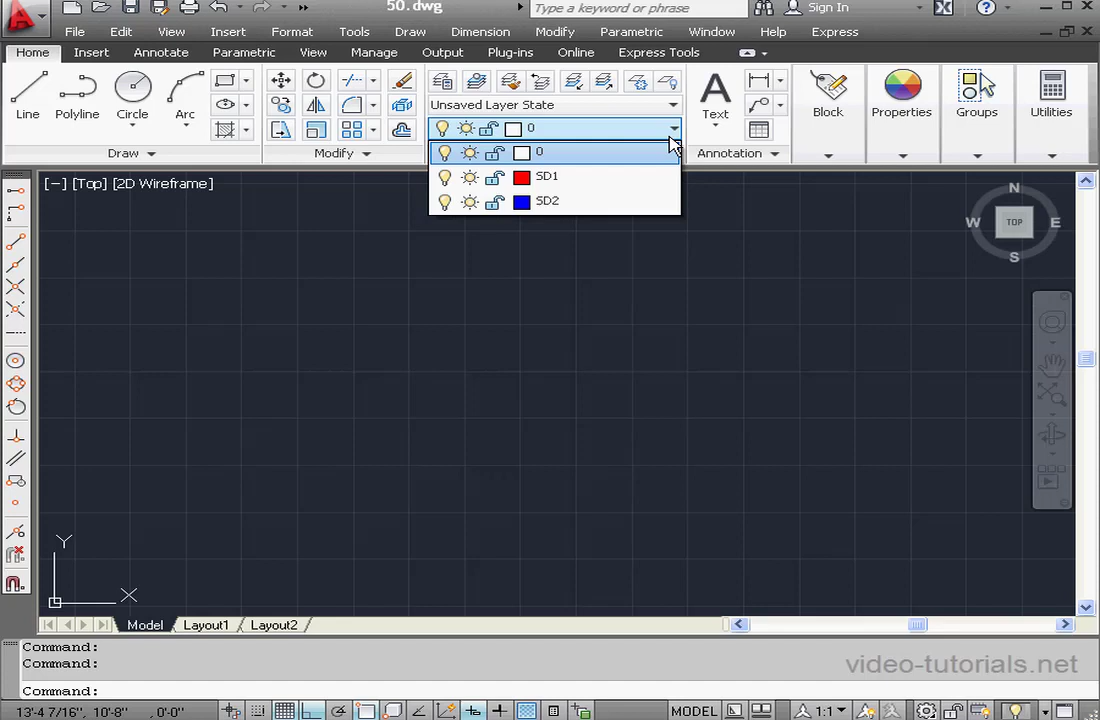 50.dwg
Type a keyword or phrase
Sign In
File Edit View Insert Format Tools Draw Dimension Modify Parametric Window Help Express
Home Insert Annotate Parametric View Manage Output Plug-ins Online Express Tools
Line Polyline Circle Arc
Unsaved Layer State
0
Text
Block
Properties
Groups
Utilities
Draw
Modify
Annotation
0
SD1
SD2
[−] [Top] [2D Wireframe]
N
W TOP E
S
Y
X
Model Layout1 Layout2
Command:
Command:
Command:
video-tutorials.net
13'-4 7/16", 10'-8" , 0'-0"
MODEL
1:1